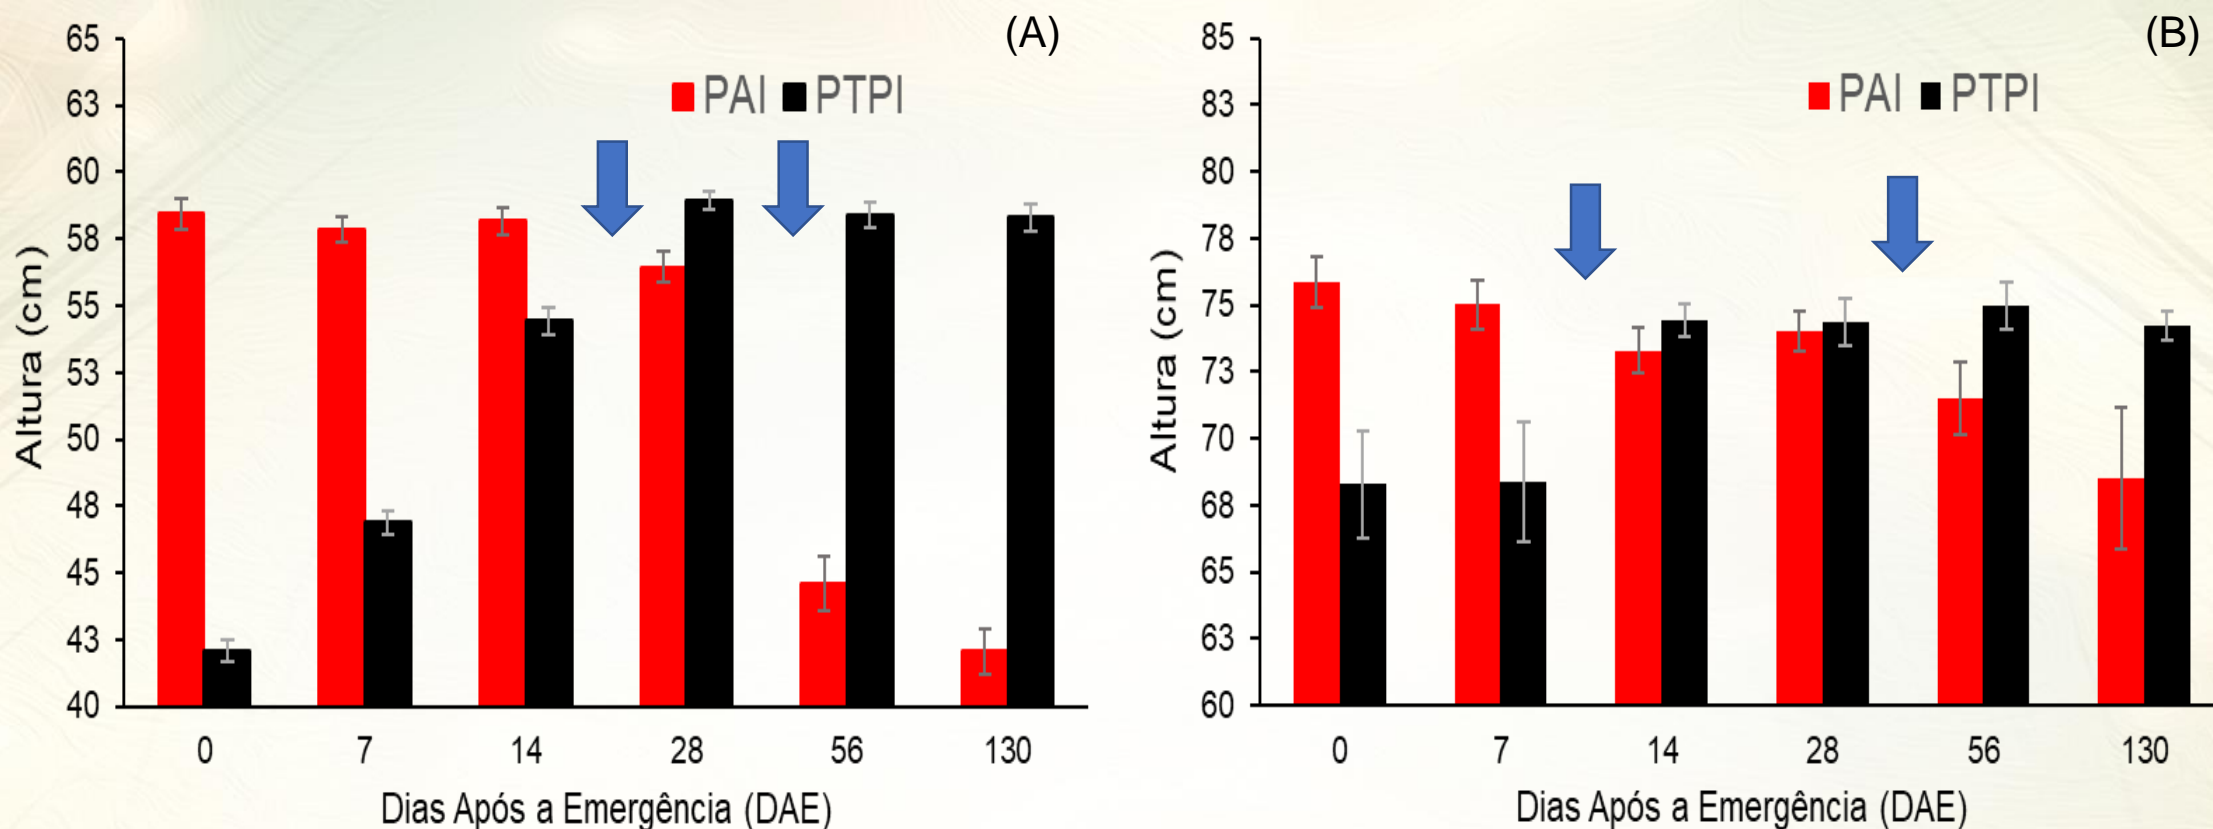 (A)
PAI PTPI
65
63
60
58
55
53
50
48
45
43
40
Altura (cm)
0 7 14 28 56 130
Dias Após a Emergência (DAE)
(B)
PAI PTPI
85
83
80
78
75
73
70
68
65
63
60
Altura (cm)
0 7 14 28 56 130
Dias Após a Emergência (DAE)